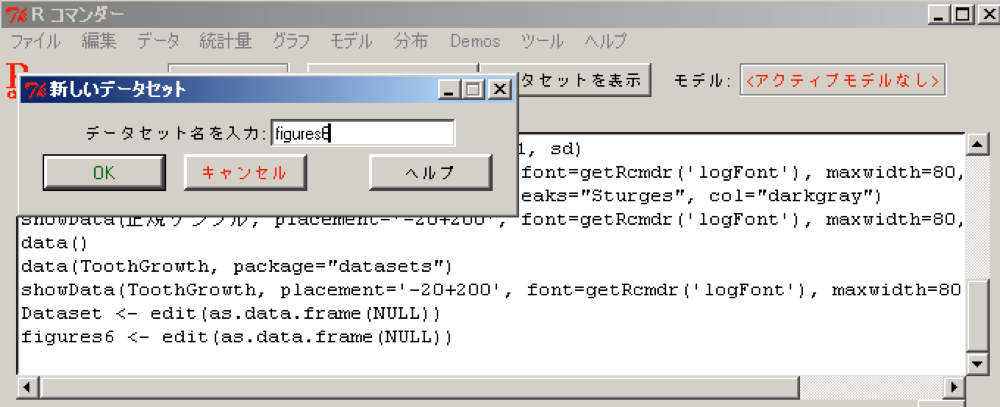 R コマンダー
ファイル 編集 データ 統計量 グラフ モデル 分布 Demos ツール ヘルプ
タセットを表示 モデル: <アクティブモデルなし>
新しいデータセット
データセット名を入力: figures6
OK キャンセル ヘルプ
1, sd)
font=getRcmdr('logFont'), maxwidth=80,
eaks="Sturges", col="darkgray")
showData(正規サンプル, placement='-20+200', font=getRcmdr('logFont'), maxwidth=80,
data()
data(ToothGrowth, package="datasets")
showData(ToothGrowth, placement='-20+200', font=getRcmdr('logFont'), maxwidth=80
Dataset <- edit(as.data.frame(NULL))
figures6 <- edit(as.data.frame(NULL))